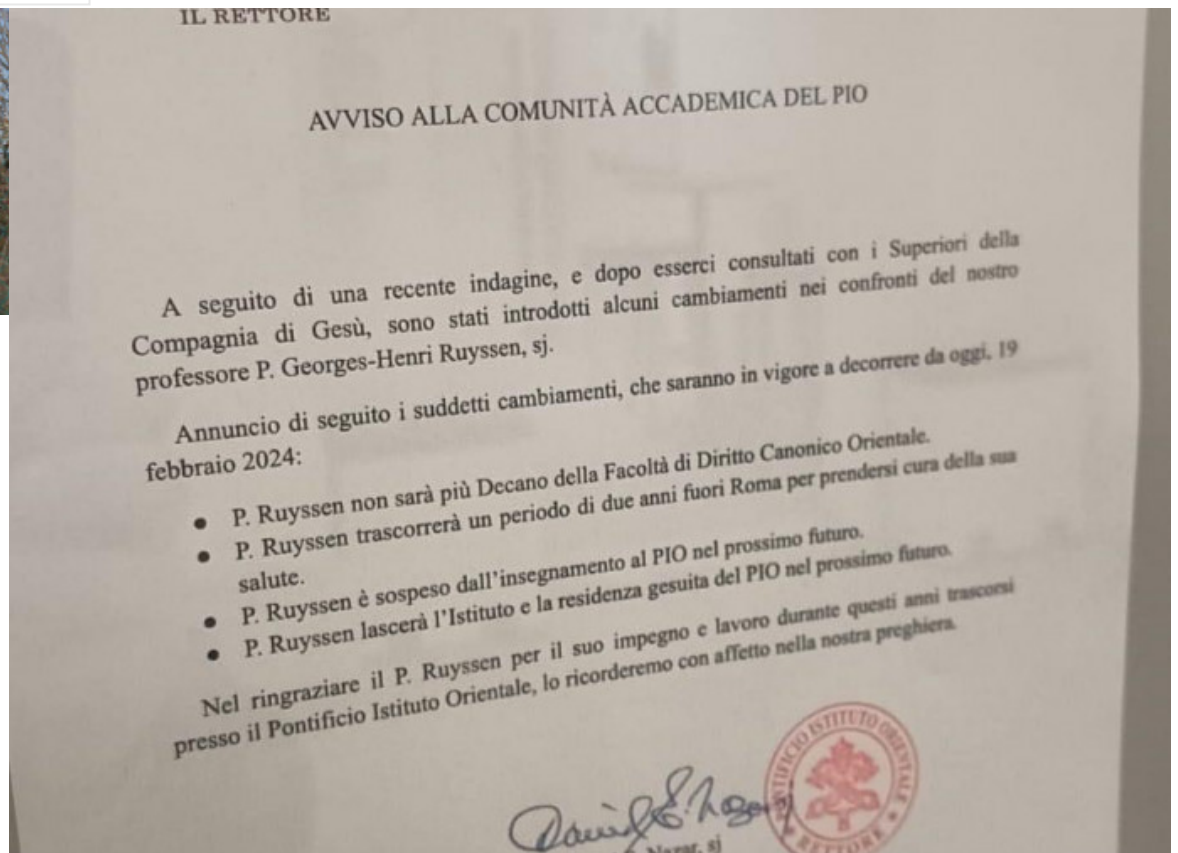 IL RETTORE
AVVISO ALLA COMUNITÀ ACCADEMICA DEL PIO
A seguito di una recente indagine, e dopo esserci consultati con i Superiori della
Compagnia di Gesù, sono stati introdotti alcuni cambiamenti nei confronti del nostro
professore P. Georges-Henri Ruyssen, sj.
Annuncio di seguito i suddetti cambiamenti, che saranno in vigore a decorrere da oggi, 19
febbraio 2024:
• P. Ruyssen non sarà più Decano della Facoltà di Diritto Canonico Orientale.
• P. Ruyssen trascorrerà un periodo di due anni fuori Roma per prendersi cura della sua
salute.
• P. Ruyssen è sospeso dall'insegnamento al PIO nel prossimo futuro.
• P. Ruyssen lascerà l'Istituto e la residenza gesuita del PIO nel prossimo futuro.
Nel ringraziare il P. Ruyssen per il suo impegno e lavoro durante questi anni trascorsi
presso il Pontificio Istituto Orientale, lo ricorderemo con affetto nella nostra preghiera.
PONTIFICIO ISTITUTO ORIENTALE
RETTORE
David E. Nazar
Nazar, sj